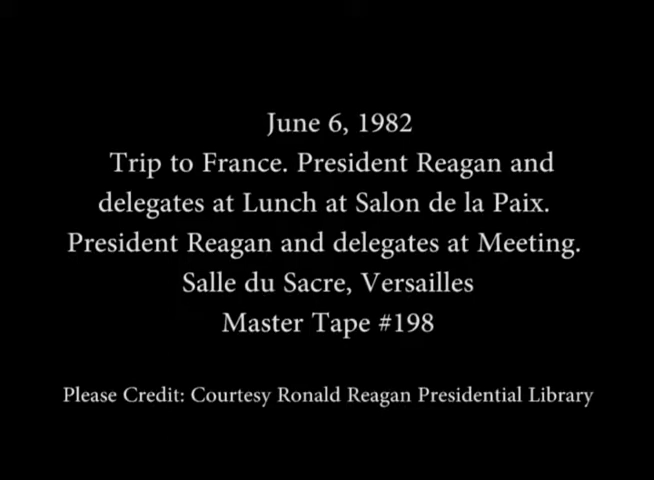 June 6, 1982
Trip to France. President Reagan and
delegates at Lunch at Salon de la Paix.
President Reagan and delegates at Meeting.
Salle du Sacre, Versailles
Master Tape #198
Please Credit: Courtesy Ronald Reagan Presidential Library